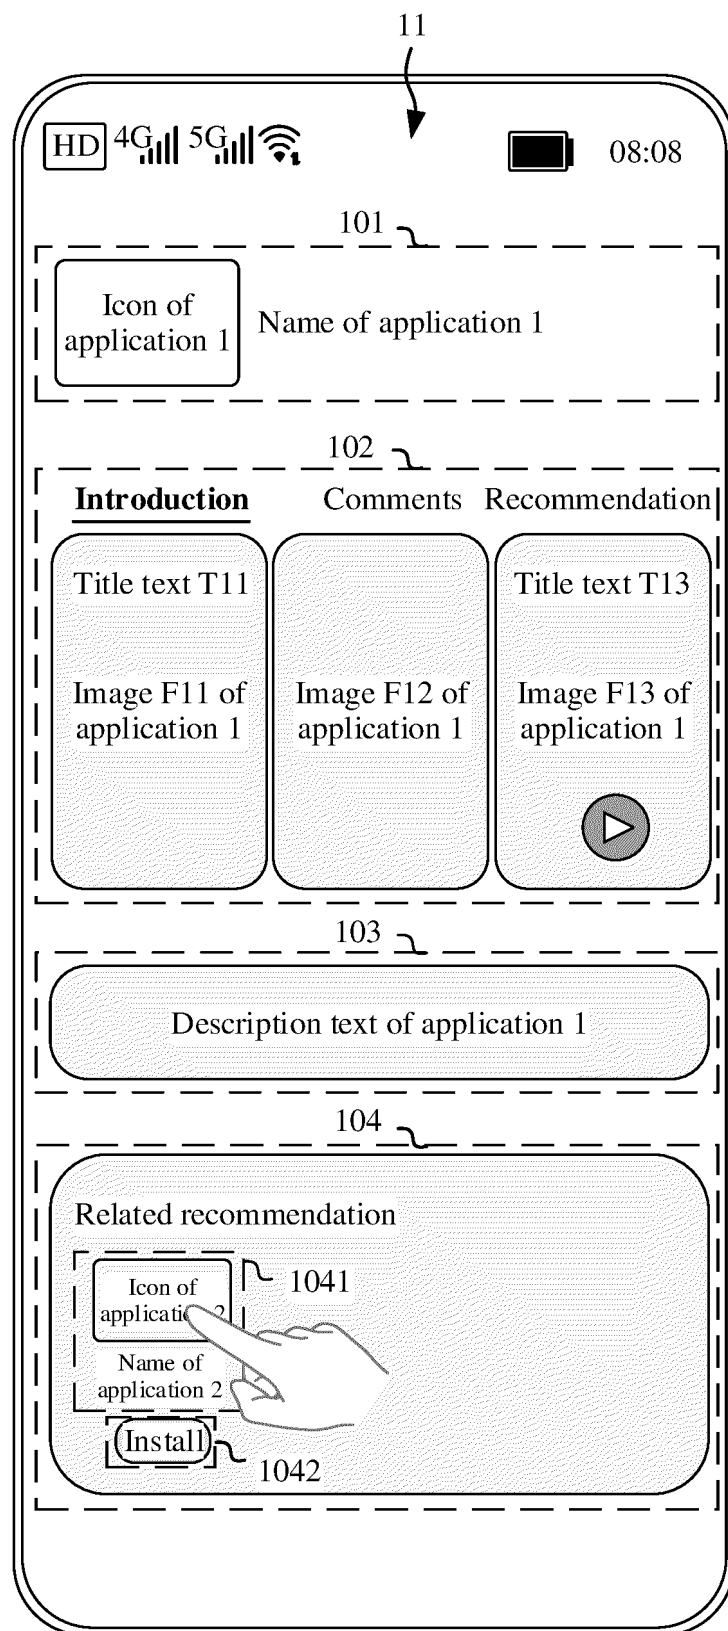 11
HD 4G 5G 08:08
101
Icon of
application 1
Name of application 1
102
Introduction Comments Recommendation
Title text T11
Image F11 of
application 1
Image F12 of
application 1
Title text T13
Image F13 of
application 1
103
Description text of application 1
104
Related recommendation
Icon of
application 2
1041
Name of
application 2
Install
1042